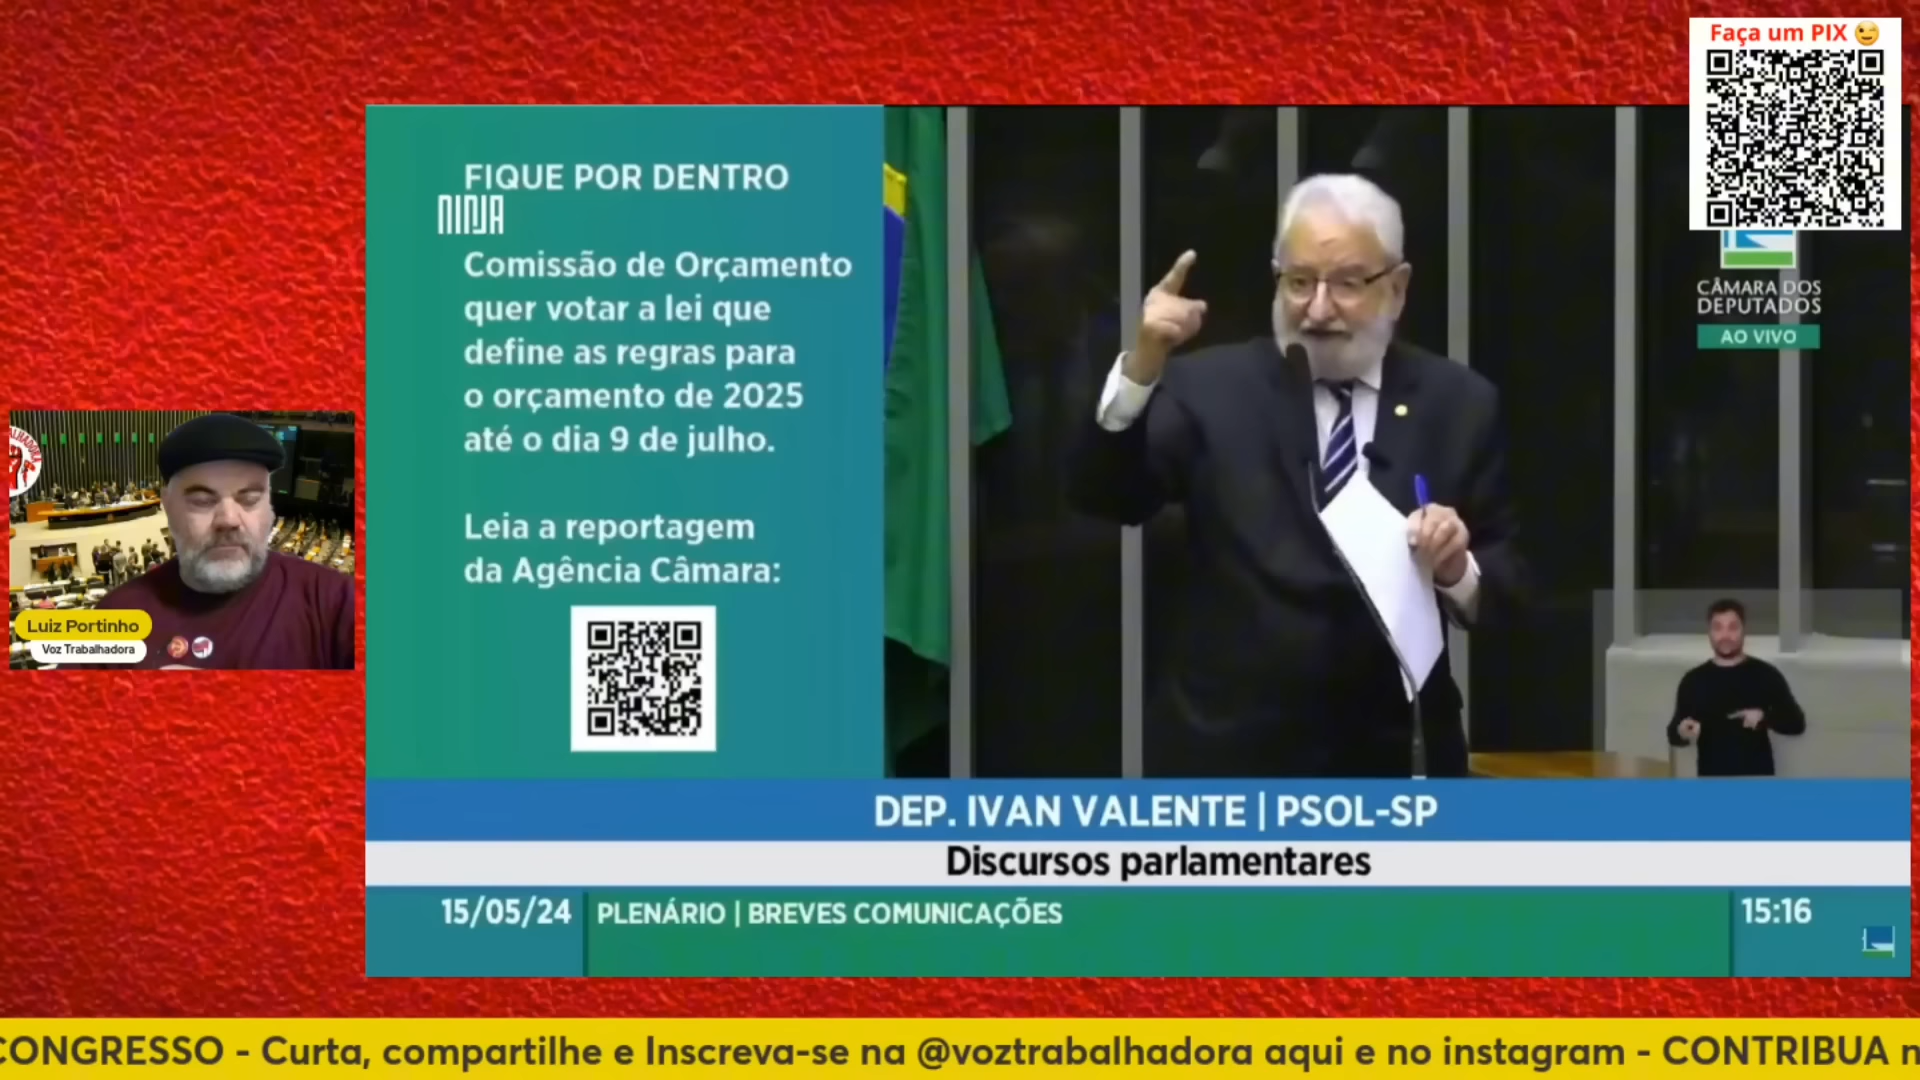 Faça um PIX
FIQUE POR DENTRO
NINJA
Comissão de Orçamento
quer votar a lei que
define as regras para
o orçamento de 2025
até o dia 9 de julho.
Leia a reportagem
da Agência Câmara:
CÂMARA DOS
DEPUTADOS
AO VIVO
Luiz Portinho
Voz Trabalhadora
DEP. IVAN VALENTE | PSOL-SP
Discursos parlamentares
15/05/24
PLENÁRIO | BREVES COMUNICAÇÕES
15:16
CONGRESSO - Curta, compartilhe e Inscreva-se na @voztrabalhadora aqui e no instagram - CONTRIBUA